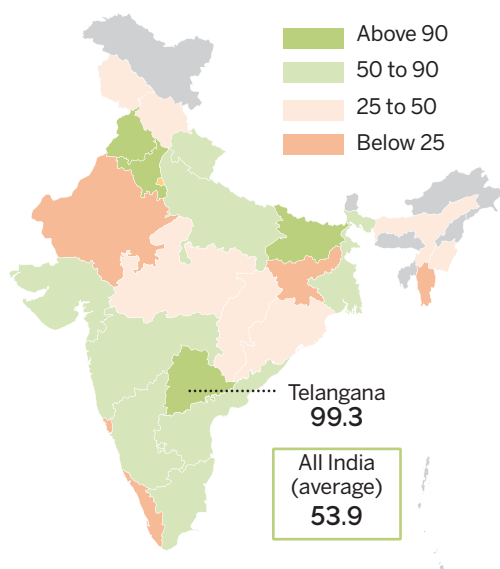 Above 90
50 to 90
25 to 50
Below 25
Telangana
99.3
All India
(average)
53.9